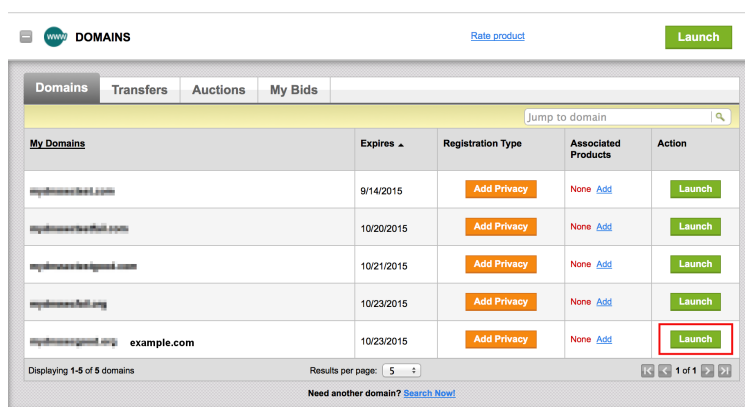 www DOMAINS Rate product Launch
Domains Transfers Auctions My Bids
Jump to domain
My Domains Expires Registration Type Associated Products Action
9/14/2015 Add Privacy None Add Launch
10/20/2015 Add Privacy None Add Launch
10/21/2015 Add Privacy None Add Launch
10/23/2015 Add Privacy None Add Launch
example.com 10/23/2015 Add Privacy None Add Launch
Displaying 1-5 of 5 domains Results per page: 5 1 of 1
Need another domain? Search Now!